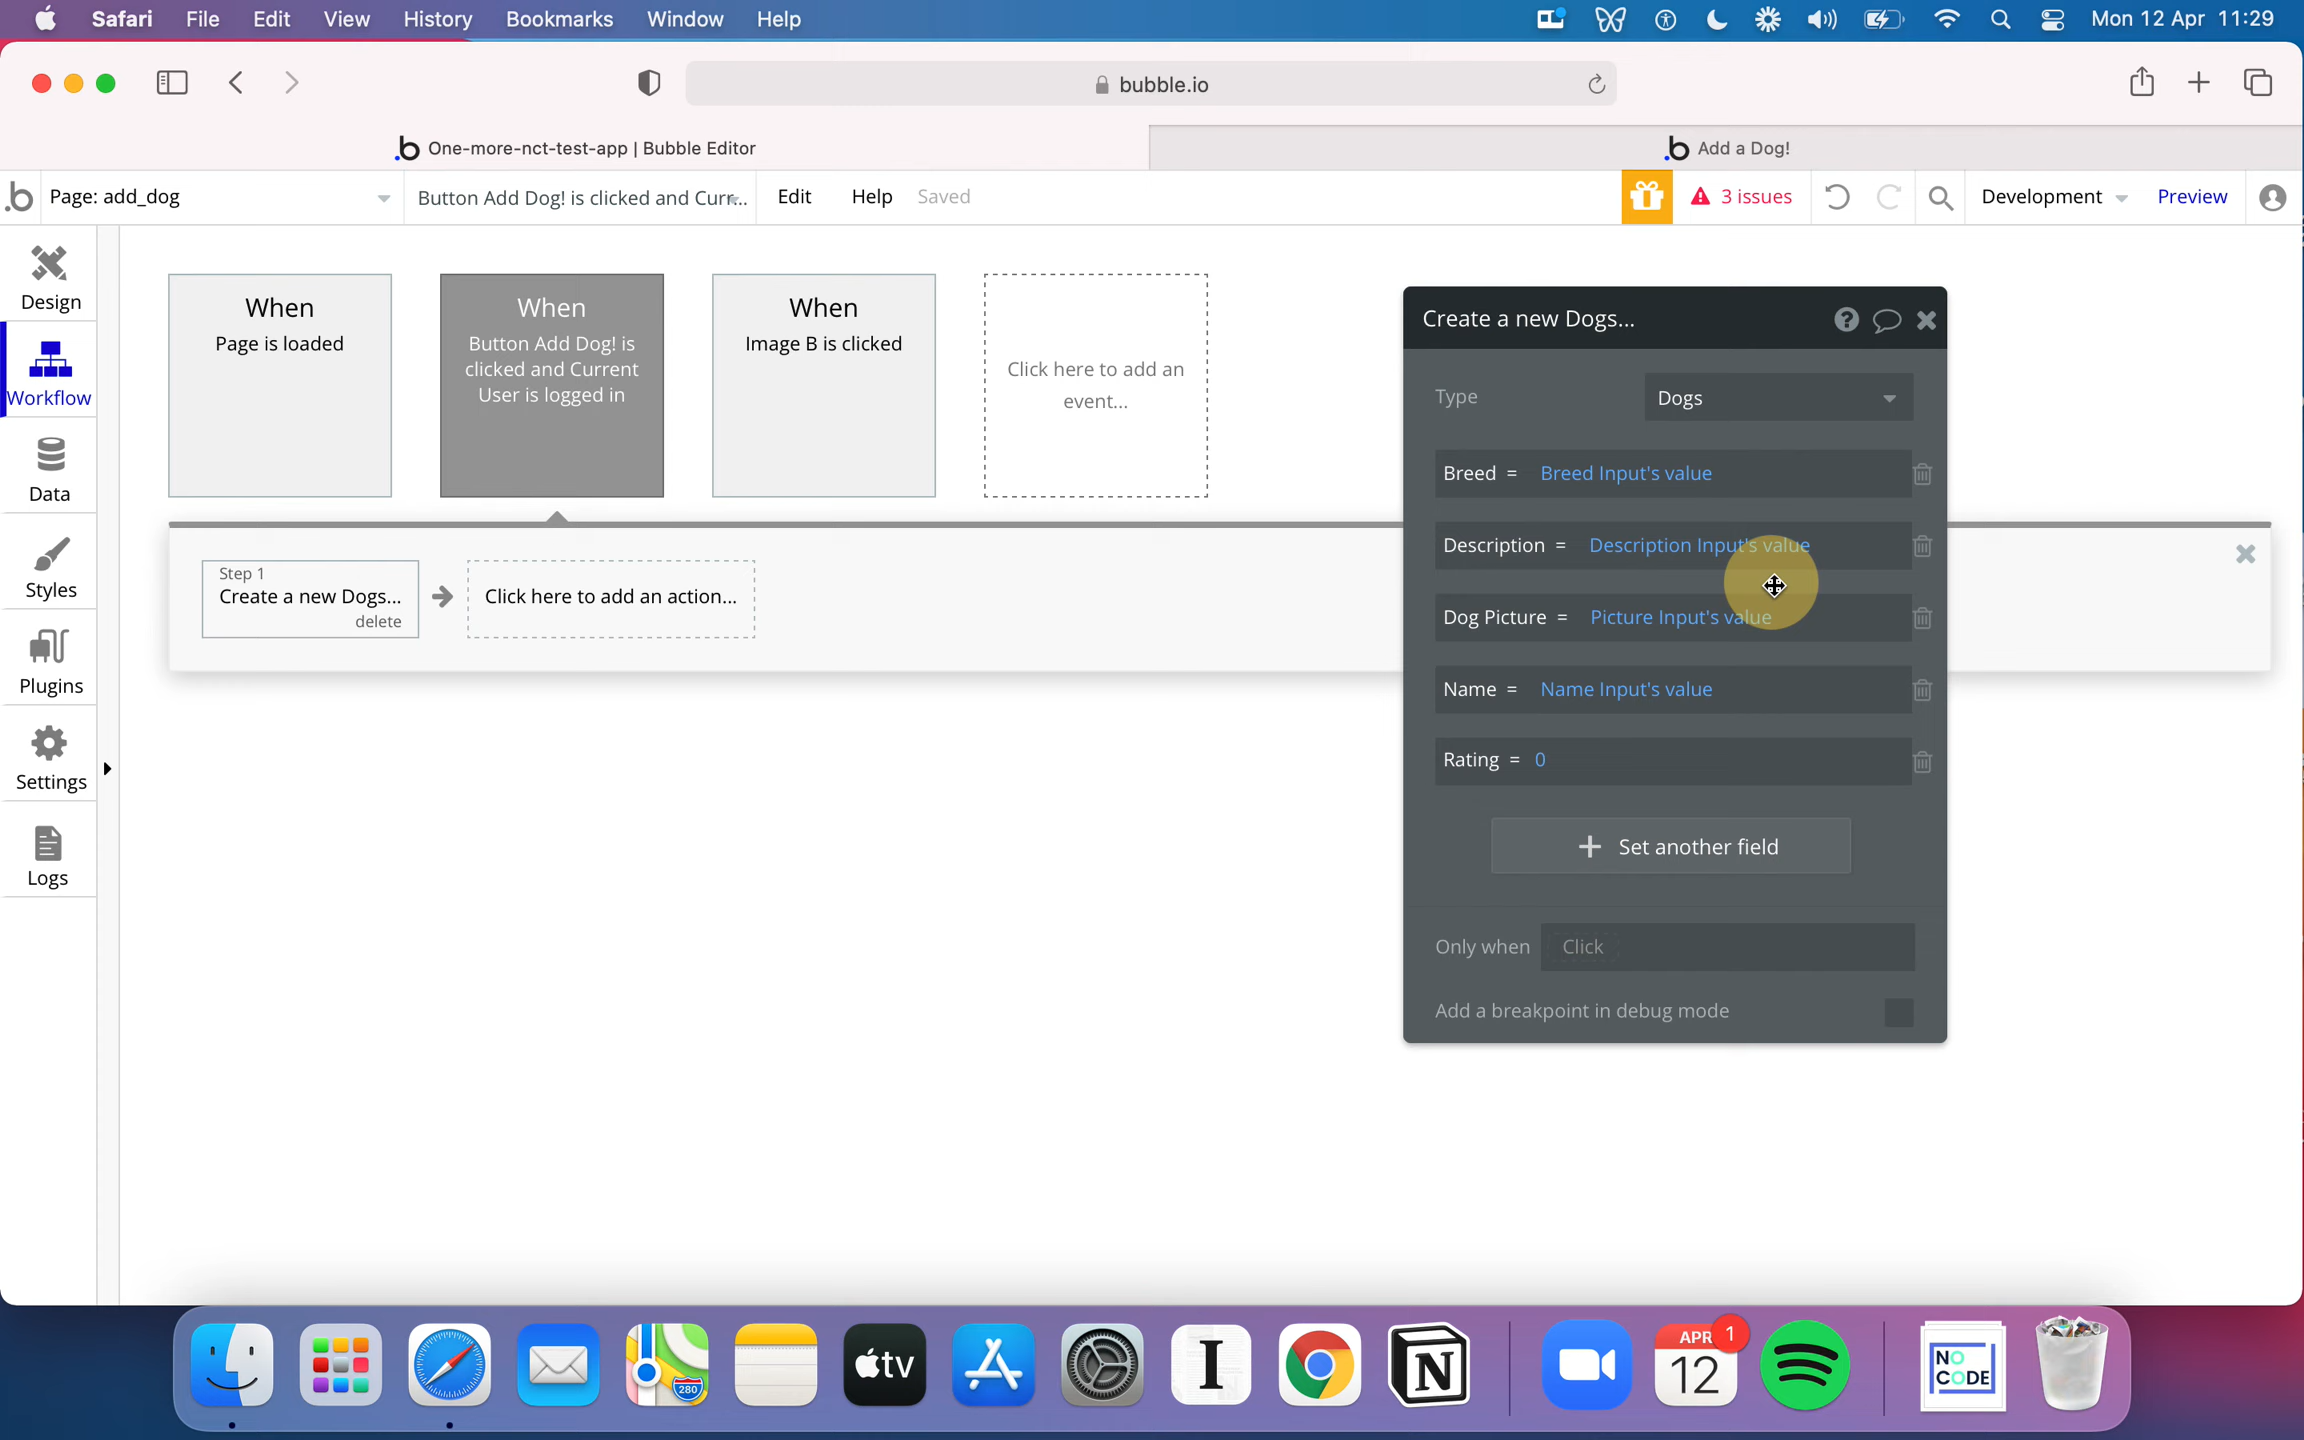 Safari File Edit View History Bookmarks Window Help Mon 12 Apr 11:29
bubble.io
.b One-more-nct-test-app | Bubble Editor
.b Add a Dog!
.b Page: add_dog Button Add Dog! is clicked and Curr... Edit Help Saved 3 issues Development Preview
Design
Workflow
Data
Styles
Plugins
Settings
Logs
When
Page is loaded
When
Button Add Dog! is
clicked and Current
User is logged in
When
Image B is clicked
Click here to add an
event...
Step 1
Create a new Dogs...
delete
Click here to add an action...
Create a new Dogs...
Type Dogs
Breed = Breed Input's value
Description = Description Input's value
Dog Picture = Picture Input's value
Name = Name Input's value
Rating = 0
+ Set another field
Only when Click
Add a breakpoint in debug mode
280
tv
I
N
APR 1
12
NO
CODE